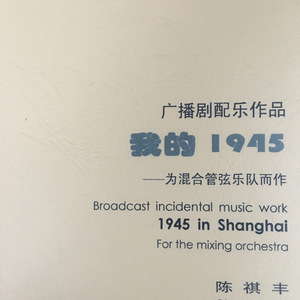 广播剧配乐作品
我的 1945
——为混合管弦乐队而作
Broadcast incidental music work
1945 in Shanghai
For the mixing orchestra
陈祺丰